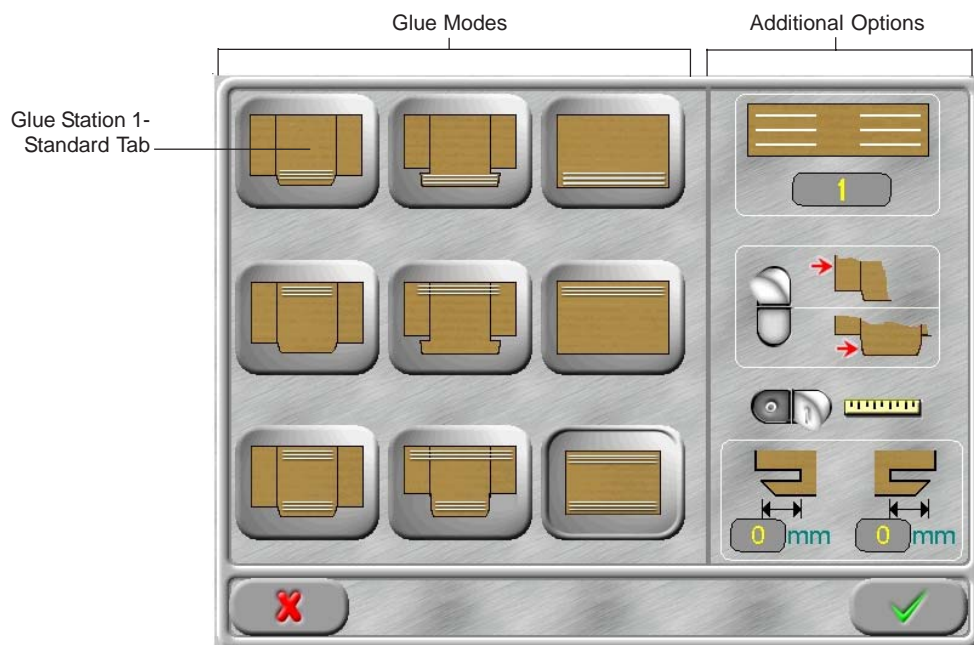 Glue Modes
Additional Options
Glue Station 1-
Standard Tab
1
0 mm
0 mm